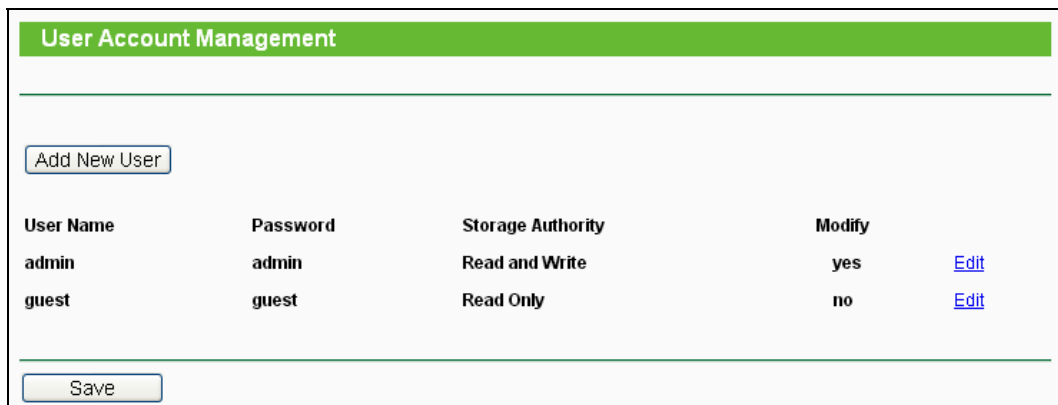 User Account Management
Add New User
User Name Password Storage Authority Modify
admin admin Read and Write yes Edit
guest guest Read Only no Edit
Save